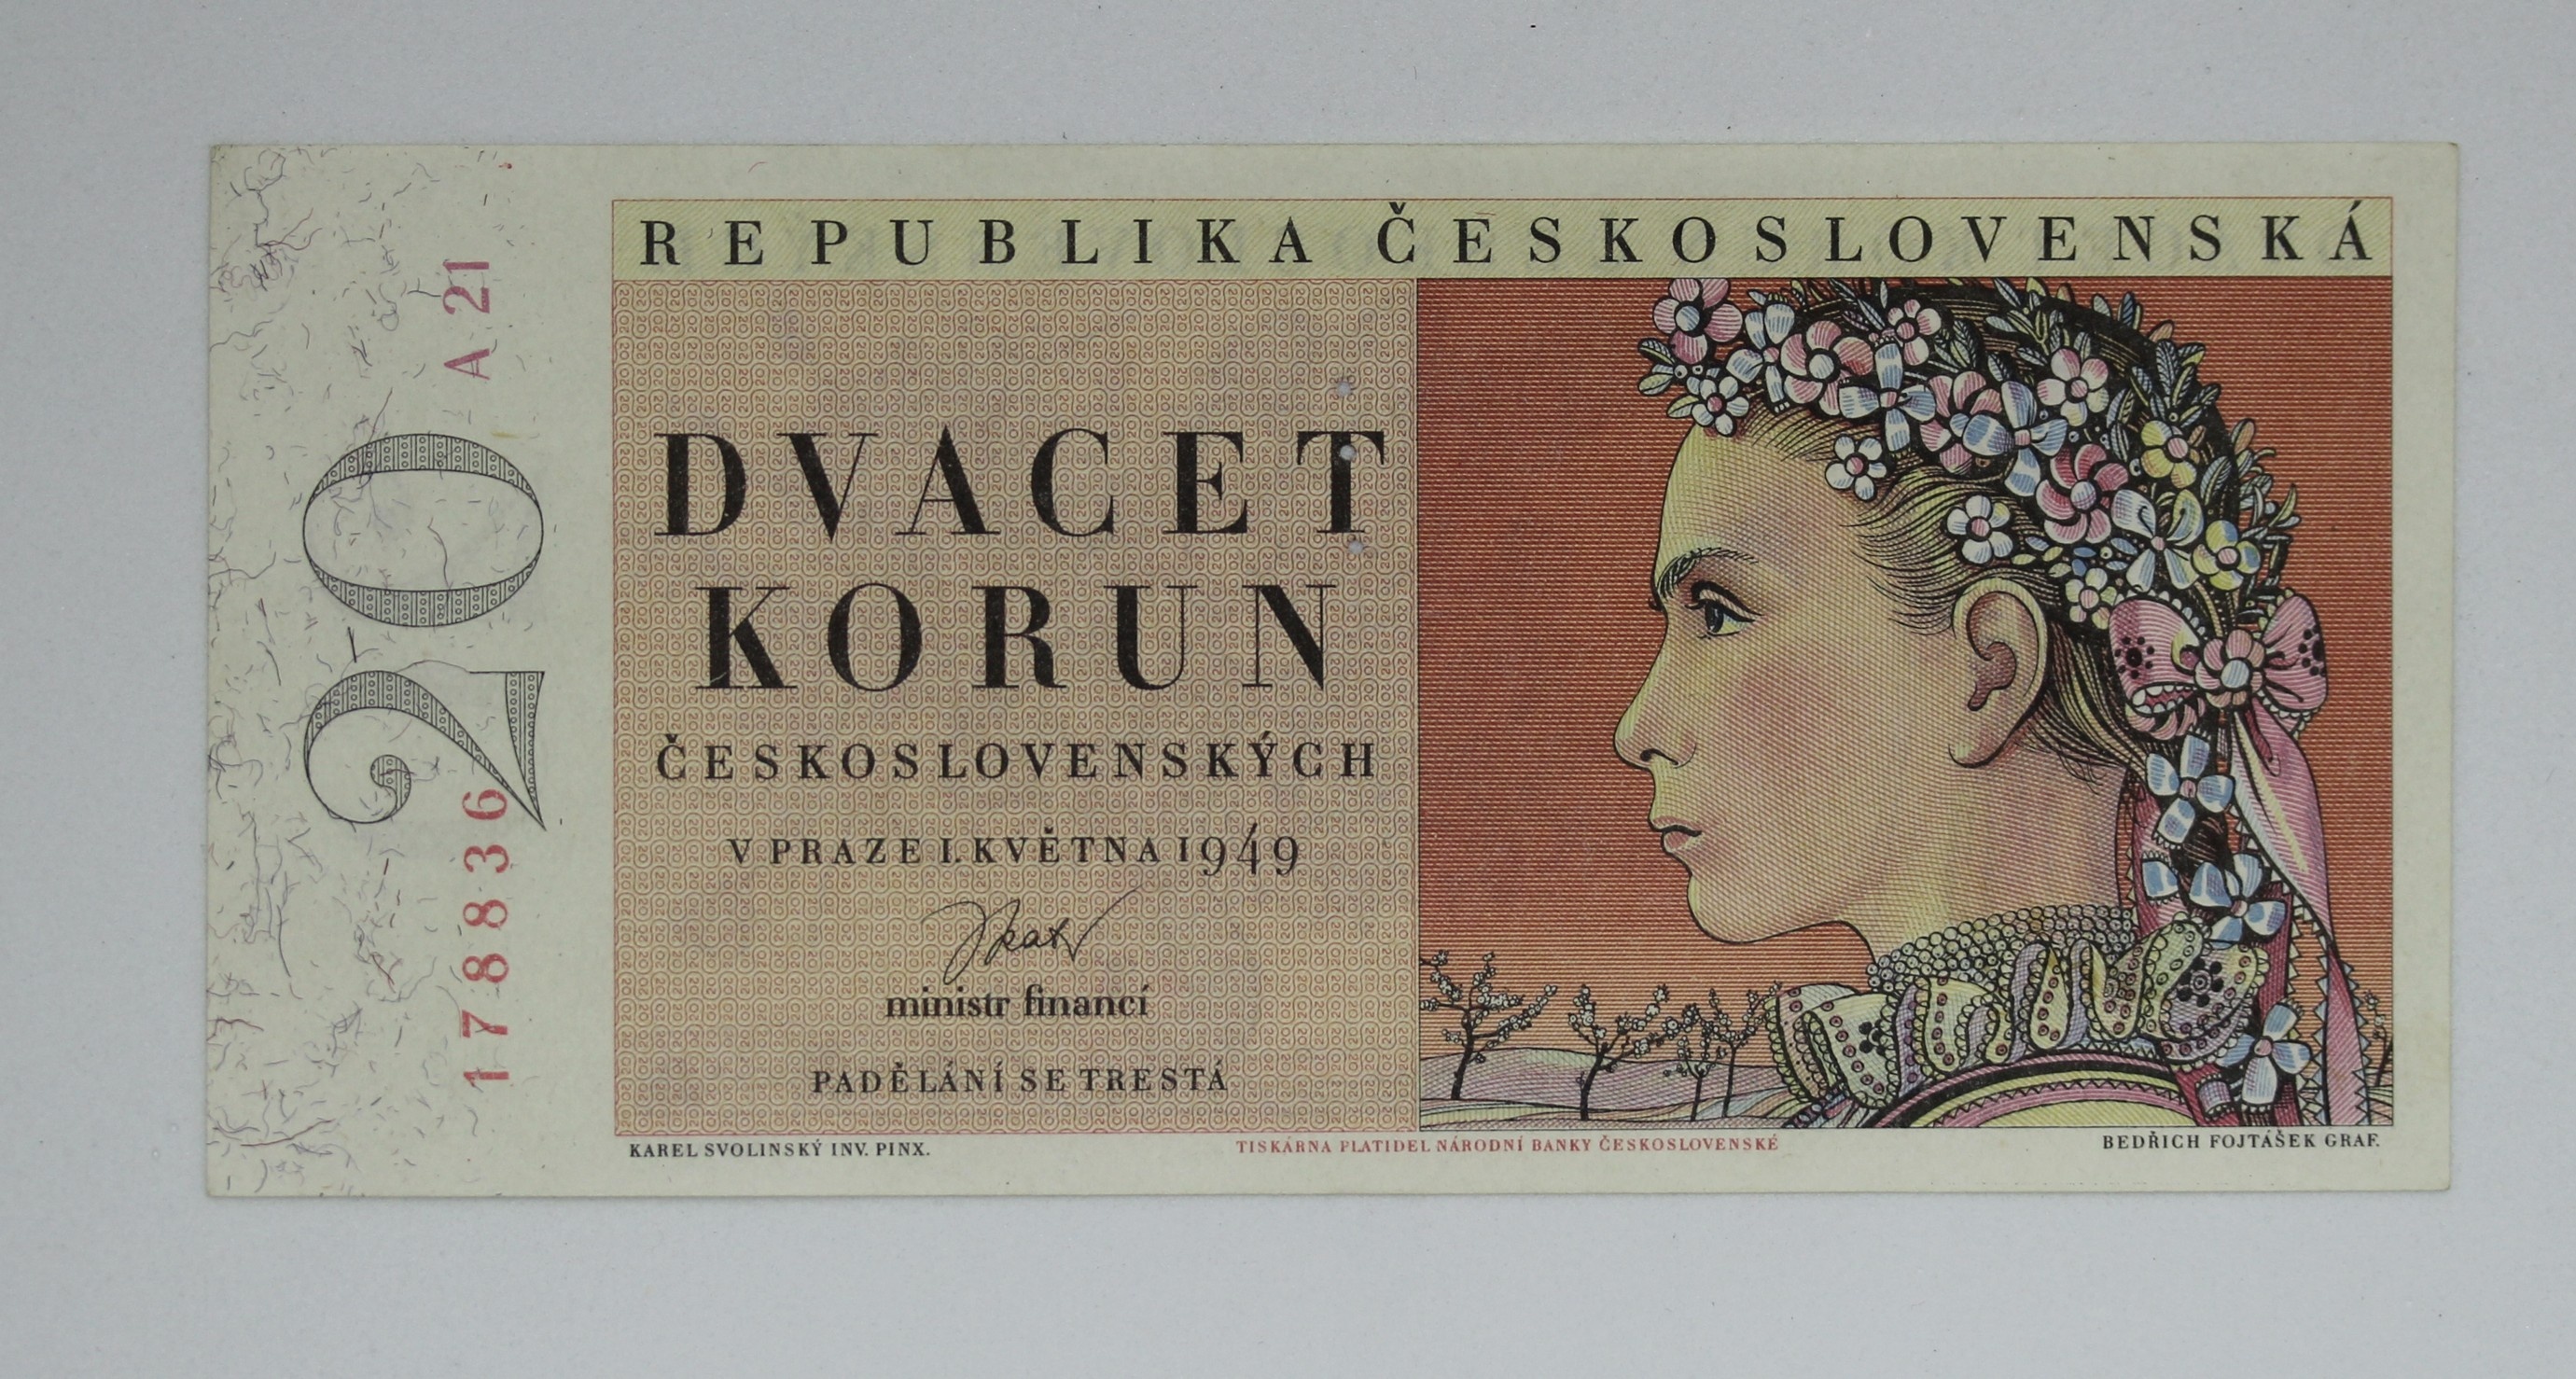 REPUBLIKA ČESKOSLOVENSKÁ
A 21
20
178836
DVACET
KORUN
ČESKOSLOVENSKÝCH
V PRAZE 1. KVĚTNA 1949
ministr financí
PADĚLÁNÍ SE TRESTÁ
KAREL SVOLINSKÝ INV. PINX.
TISKÁRNA PLATIDEL NÁRODNÍ BANKY ČESKOSLOVENSKÉ
BEDŘICH FOJTÁŠEK GRAF.